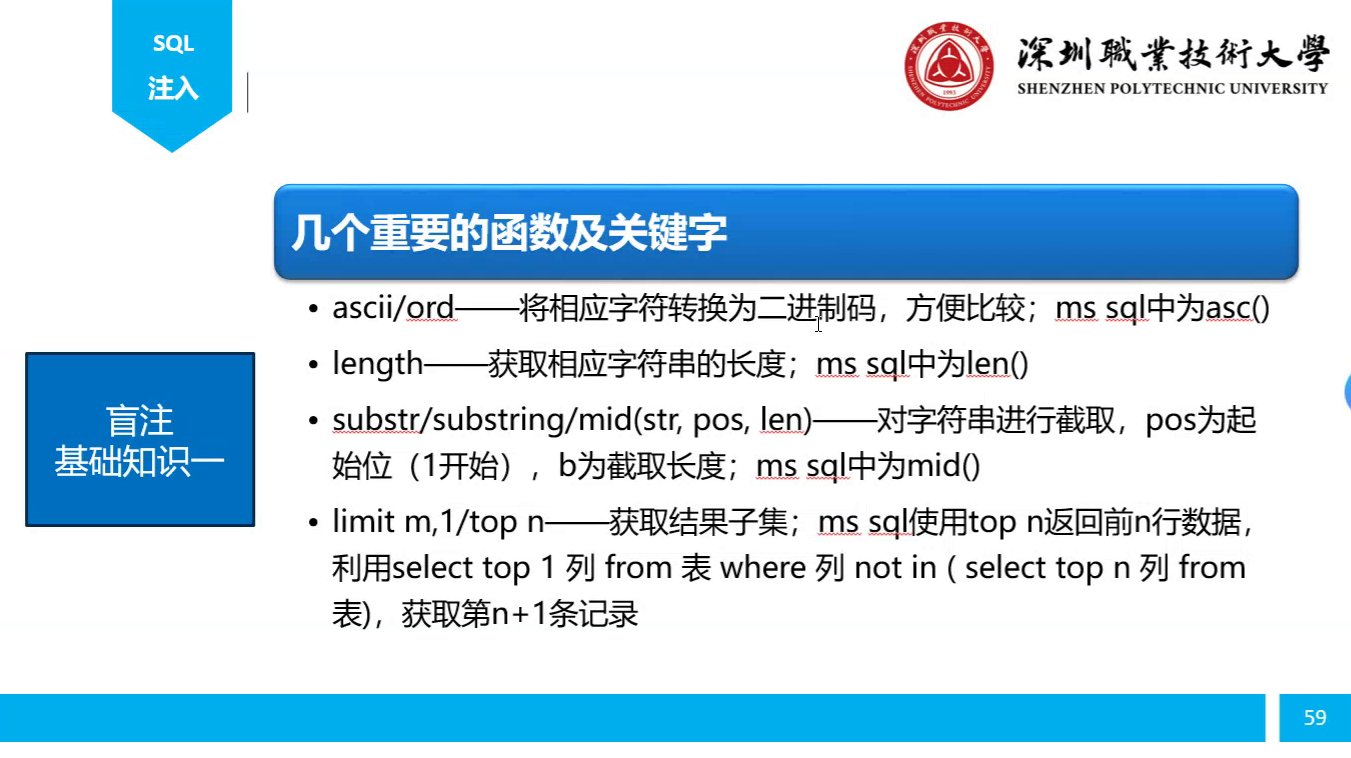 SQL
注入
深圳職業技術大學
SHENZHEN POLYTECHNIC UNIVERSITY
1993
几个重要的函数及关键字
• ascii/ord——将相应字符转换为二进制码，方便比较；ms sql中为asc()
• length——获取相应字符串的长度；ms sql中为len()
• substr/substring/mid(str, pos, len)——对字符串进行截取，pos为起
始位（1开始），b为截取长度；ms sql中为mid()
• limit m,1/top n——获取结果子集；ms sql使用top n返回前n行数据，
利用select top 1 列 from 表 where 列 not in ( select top n 列 from
表)，获取第n+1条记录
盲注
基础知识一
59